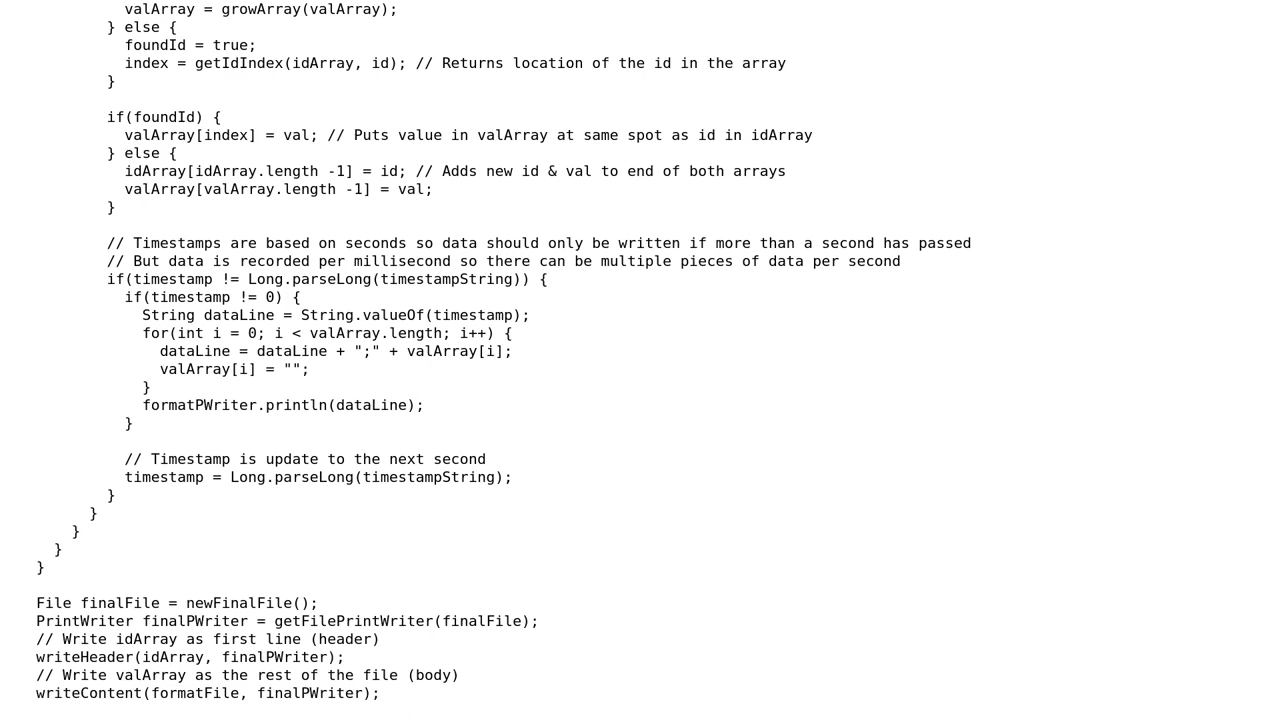 valArray = growArray(valArray);
} else {
foundId = true;
index = getIdIndex(idArray, id); // Returns location of the id in the array
}
if(foundId) {
valArray[index] = val; // Puts value in valArray at same spot as id in idArray
} else {
idArray[idArray.length -1] = id; // Adds new id & val to end of both arrays
valArray[valArray.length -1] = val;
}
// Timestamps are based on seconds so data should only be written if more than a second has passed
// But data is recorded per millisecond so there can be multiple pieces of data per second
if(timestamp != Long.parseLong(timestampString)) {
if(timestamp != 0) {
String dataLine = String.valueOf(timestamp);
for(int i = 0; i < valArray.length; i++) {
dataLine = dataLine + ";" + valArray[i];
valArray[i] = "";
}
formatPWriter.println(dataLine);
}
// Timestamp is update to the next second
timestamp = Long.parseLong(timestampString);
}
}
}
}
}
File finalFile = newFinalFile();
PrintWriter finalPWriter = getFilePrintWriter(finalFile);
// Write idArray as first line (header)
writeHeader(idArray, finalPWriter);
// Write valArray as the rest of the file (body)
writeContent(formatFile, finalPWriter);